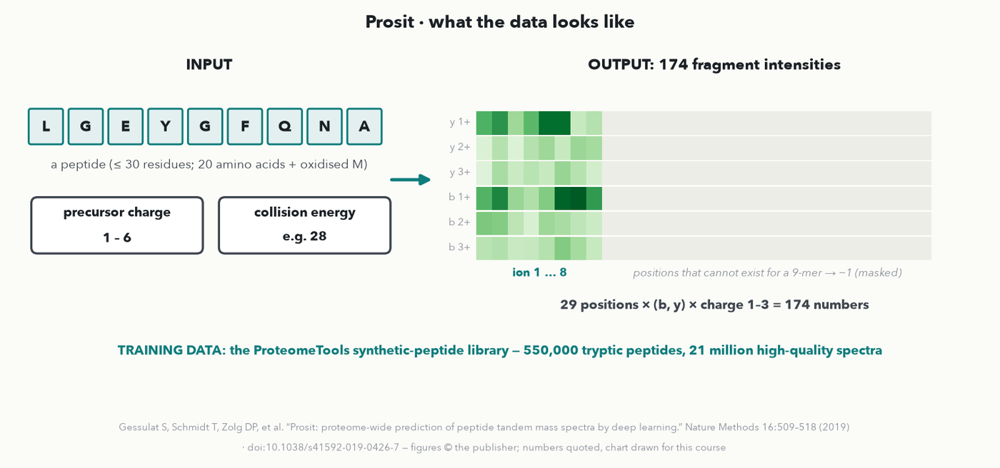 Prosit · what the data looks like
INPUT
OUTPUT: 174 fragment intensities
L G E Y G F Q N A
a peptide (≤ 30 residues; 20 amino acids + oxidised M)
precursor charge
1 – 6
collision energy
e.g. 28
y 1+
y 2+
y 3+
b 1+
b 2+
b 3+
ion 1 … 8
positions that cannot exist for a 9-mer → −1 (masked)
29 positions × (b, y) × charge 1–3 = 174 numbers
TRAINING DATA: the ProteomeTools synthetic-peptide library — 550,000 tryptic peptides, 21 million high-quality spectra
Gessulat S, Schmidt T, Zolg DP, et al. “Prosit: proteome-wide prediction of peptide tandem mass spectra by deep learning.” Nature Methods 16:509–518 (2019)
· doi:10.1038/s41592-019-0426-7 — figures © the publisher; numbers quoted, chart drawn for this course